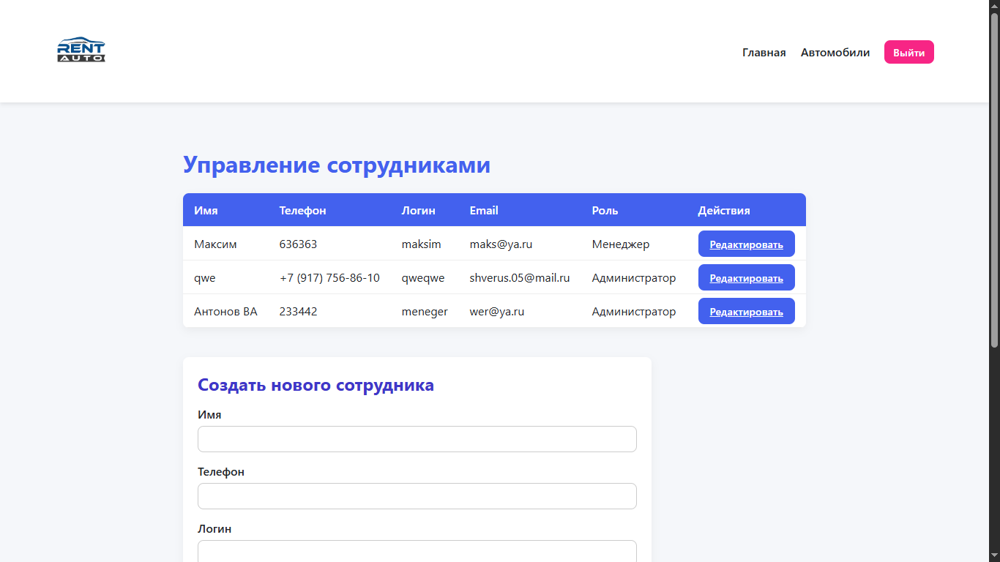 RENT
AUTO
Главная Автомобили Выйти
Управление сотрудниками
Имя Телефон Логин Email Роль Действия
Максим 636363 maksim maks@ya.ru Менеджер Редактировать
qwe +7 (917) 756-86-10 qweqwe shverus.05@mail.ru Администратор Редактировать
Антонов ВА 233442 meneger wer@ya.ru Администратор Редактировать
Создать нового сотрудника
Имя
Телефон
Логин